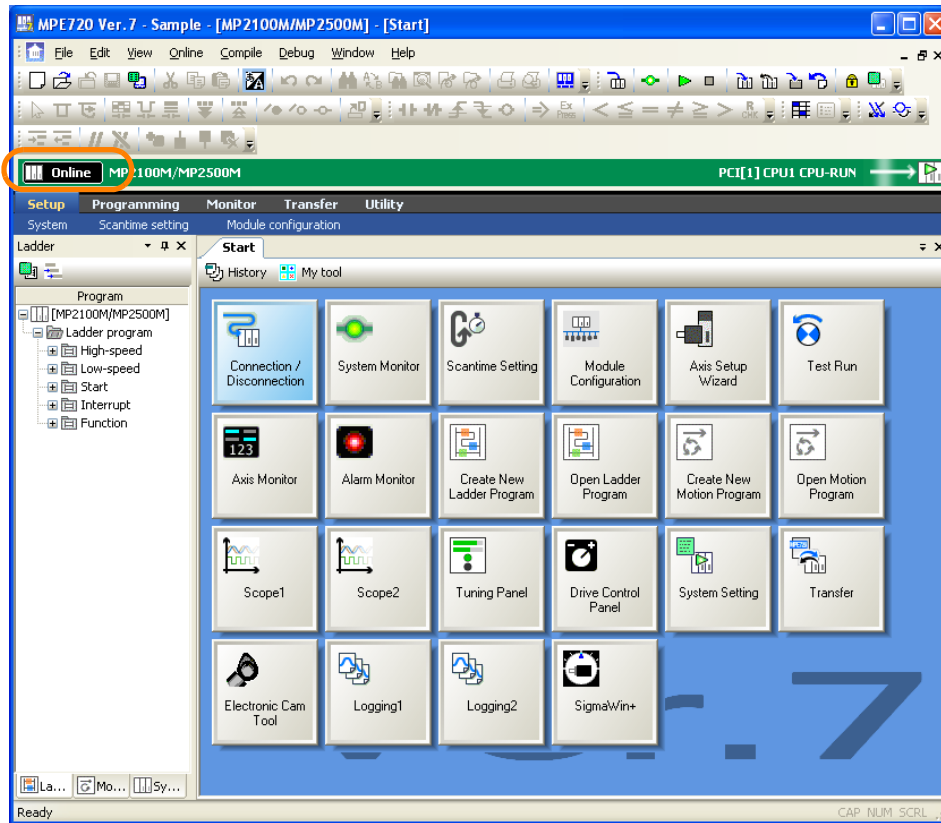 MPE720 Ver.7 - Sample - [MP2100M/MP2500M] - [Start]
File Edit View Online Compile Debug Window Help
Online MP2100M/MP2500M PCI[1] CPU1 CPU-RUN
Setup Programming Monitor Transfer Utility
System Scantime setting Module configuration
Ladder
Start
History My tool
Program
[MP2100M/MP2500M]
Ladder program
High-speed
Low-speed
Start
Interrupt
Function
Connection /
Disconnection
System Monitor
Scantime Setting
Module
Configuration
Axis Setup
Wizard
Test Run
123
Axis Monitor
Alarm Monitor
Create New
Ladder Program
Open Ladder
Program
Create New
Motion Program
Open Motion
Program
Scope1
Scope2
Tuning Panel
Drive Control
Panel
System Setting
Transfer
Electronic Cam
Tool
Logging1
Logging2
SigmaWin+
Ver.7
La... Mo... Sy...
Ready CAP NUM SCRL